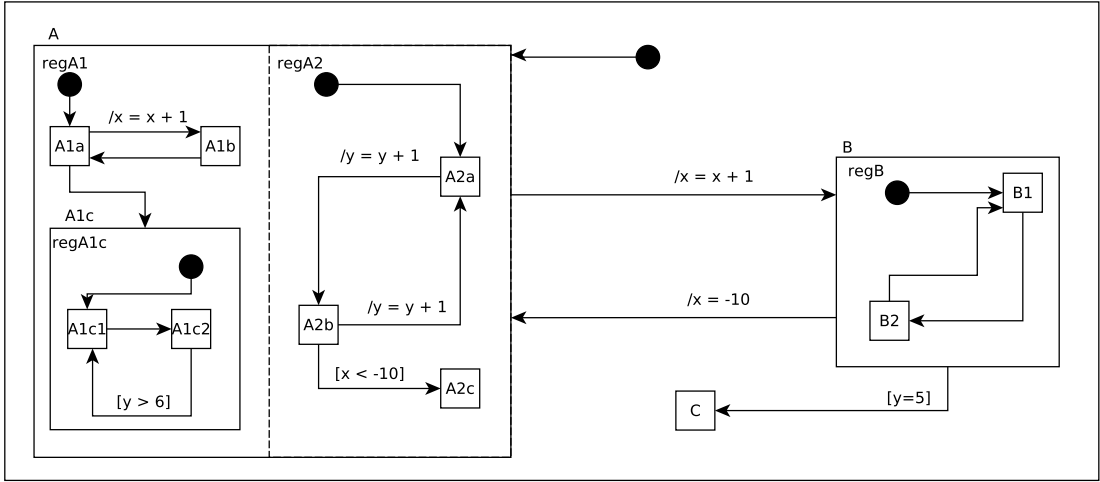 A
regA1
regA2
/x = x + 1
A1a
A1b
/y = y + 1
A2a
/x = x + 1
B
regB
B1
A1c
regA1c
A1c1
A1c2
[y > 6]
/y = y + 1
A2b
[x < -10]
A2c
/x = -10
B2
[y=5]
C